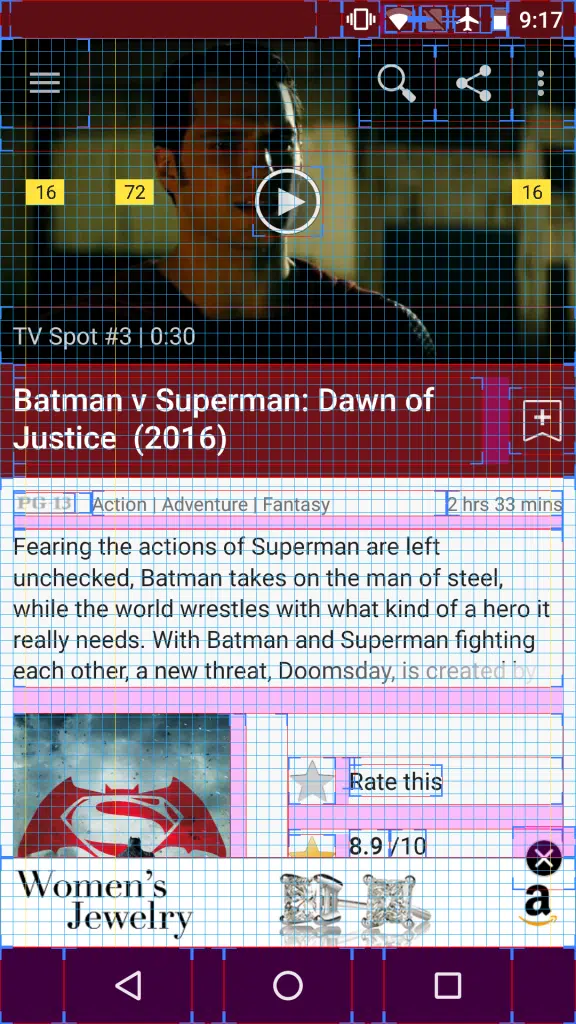 9:17
16
72
16
TV Spot #3 | 0:30
Batman v Superman: Dawn of
Justice (2016)
PG-13 Action | Adventure | Fantasy 2 hrs 33 mins
Fearing the actions of Superman are left
unchecked, Batman takes on the man of steel,
while the world wrestles with what kind of a hero it
really needs. With Batman and Superman fighting
each other, a new threat, Doomsday, is created by
Rate this
8.9 /10
Women's
Jewelry
a